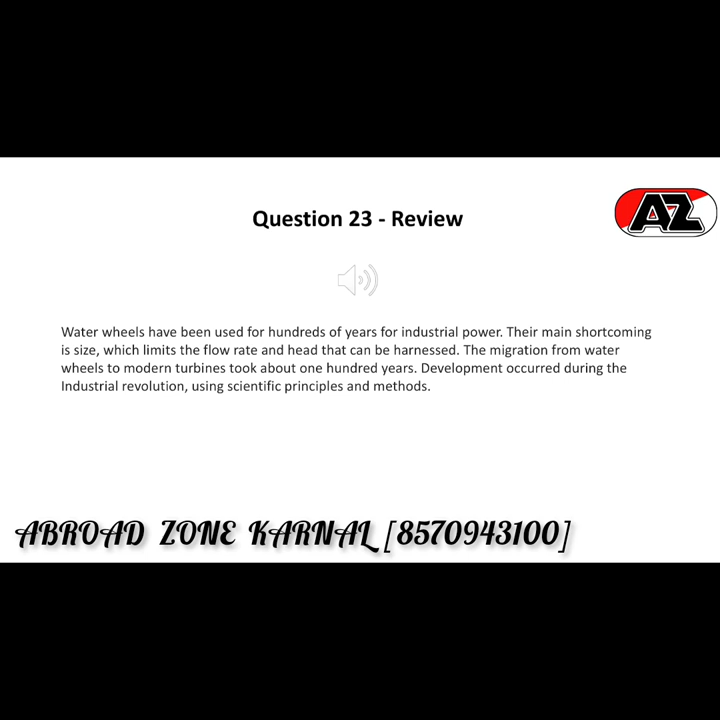 Question 23 - Review
AZ
Water wheels have been used for hundreds of years for industrial power. Their main shortcoming
is size, which limits the flow rate and head that can be harnessed. The migration from water
wheels to modern turbines took about one hundred years. Development occurred during the
Industrial revolution, using scientific principles and methods.
ABROAD ZONE KARNAL [8570943100]